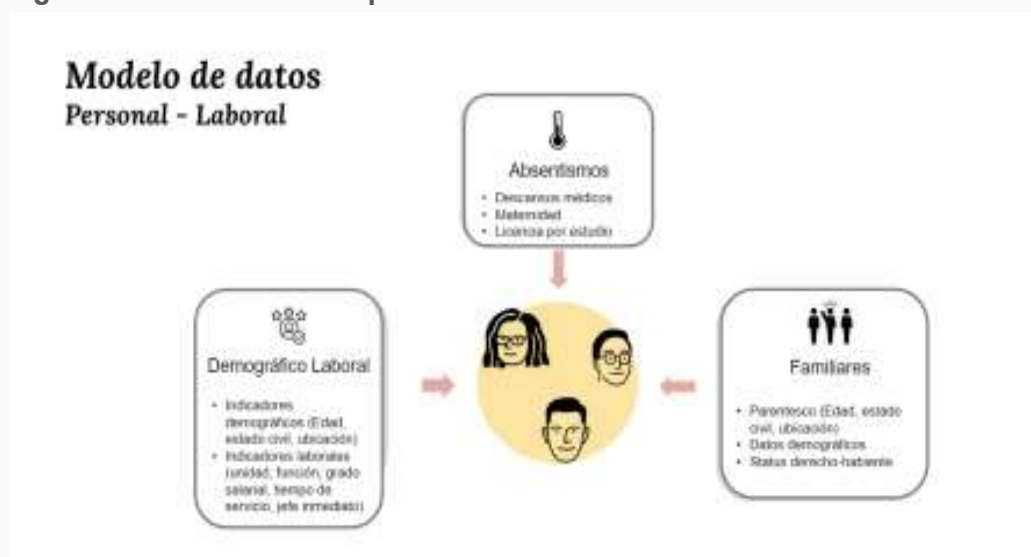 Modelo de datos
Personal - Laboral
Absentismos
• Descansos médicos
• Maternidad
• Licencia por estudio
Demográfico Laboral
• Indicadores
demográficos (Edad,
estado civil, ubicación)
• Indicadores laborales
(unidad, función, grado
salarial, tiempo de
servicio, jefe inmediato)
Familiares
• Parentesco (Edad, estado
civil, ubicación)
• Datos demográficos
• Status derecho-habiente